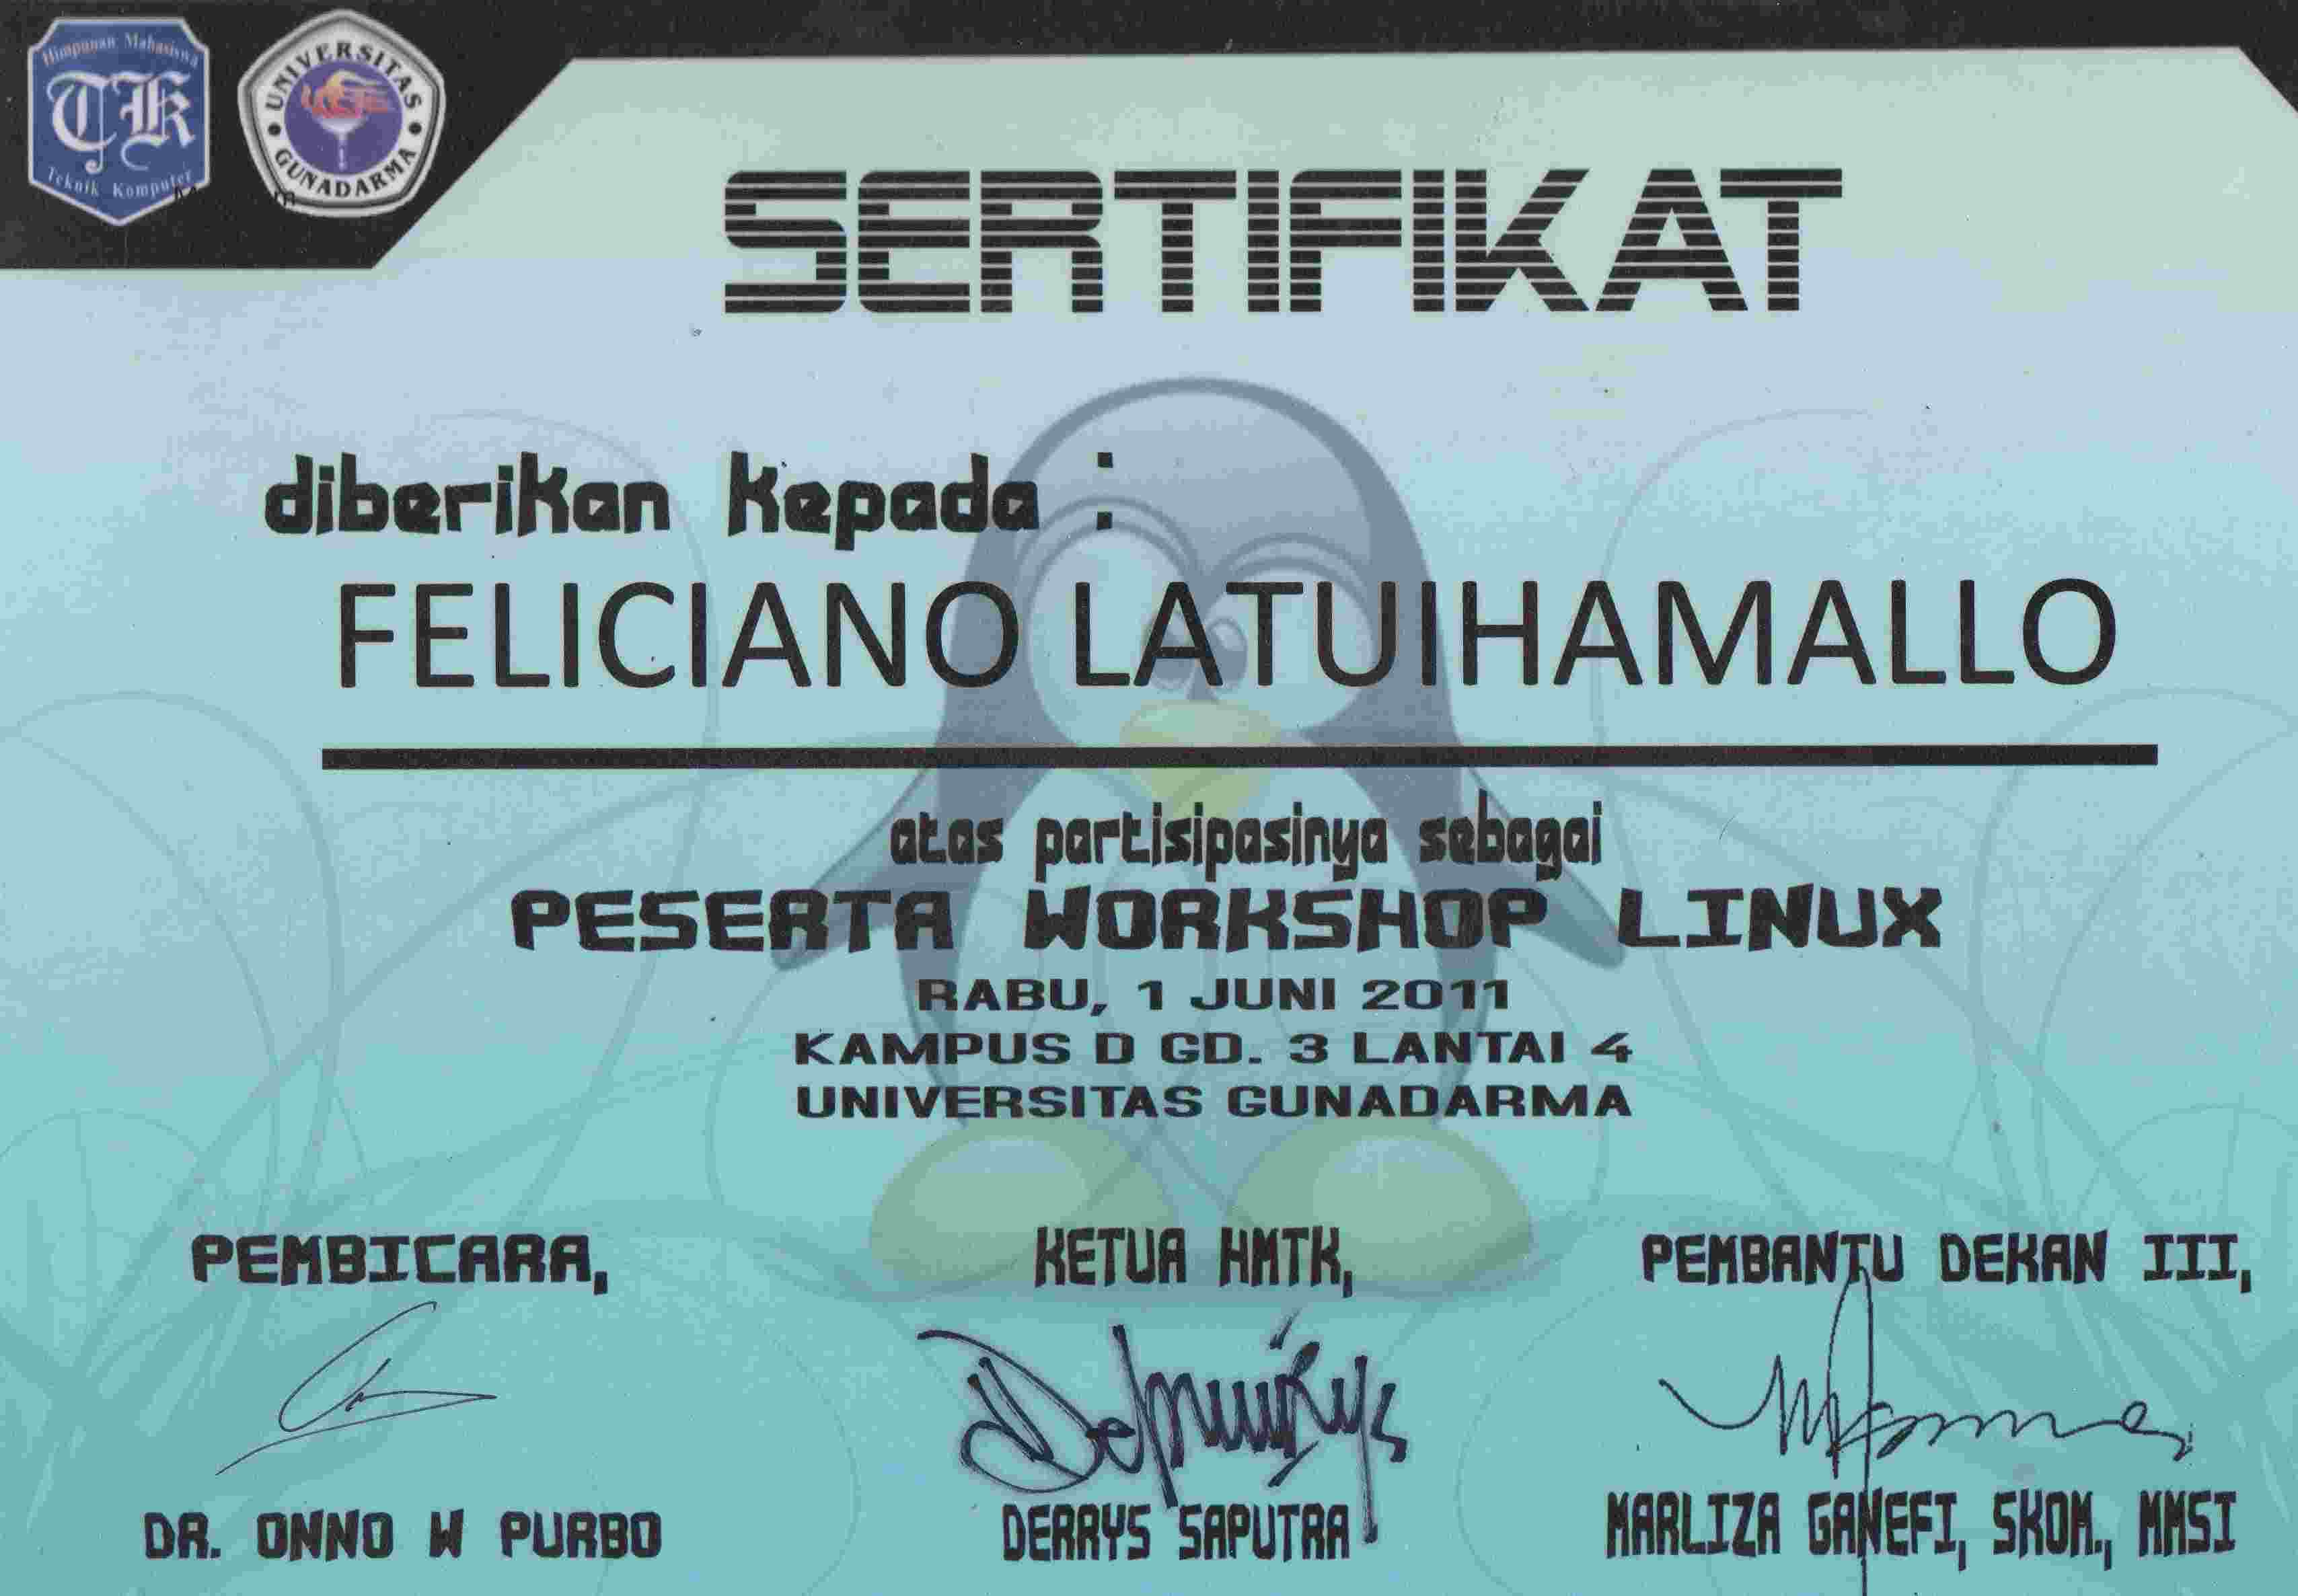 Himpunan Mahasiswa
TK
Teknik Komputer
UNIVERSITAS
GUNADARMA
SERTIFIKAT
diberikan kepada :
FELICIANO LATUIHAMALLO
atas partisipasinya sebagai
PESERTA WORKSHOP LINUX
RABU, 1 JUNI 2011
KAMPUS D GD. 3 LANTAI 4
UNIVERSITAS GUNADARMA
PEMBICARA,
KETUA HMTK,
PEMBANTU DEKAN III,
DR. ONNO W PURBO
DERRYS SAPUTRA
MARLIZA GANEFI, SKOM., MMSI